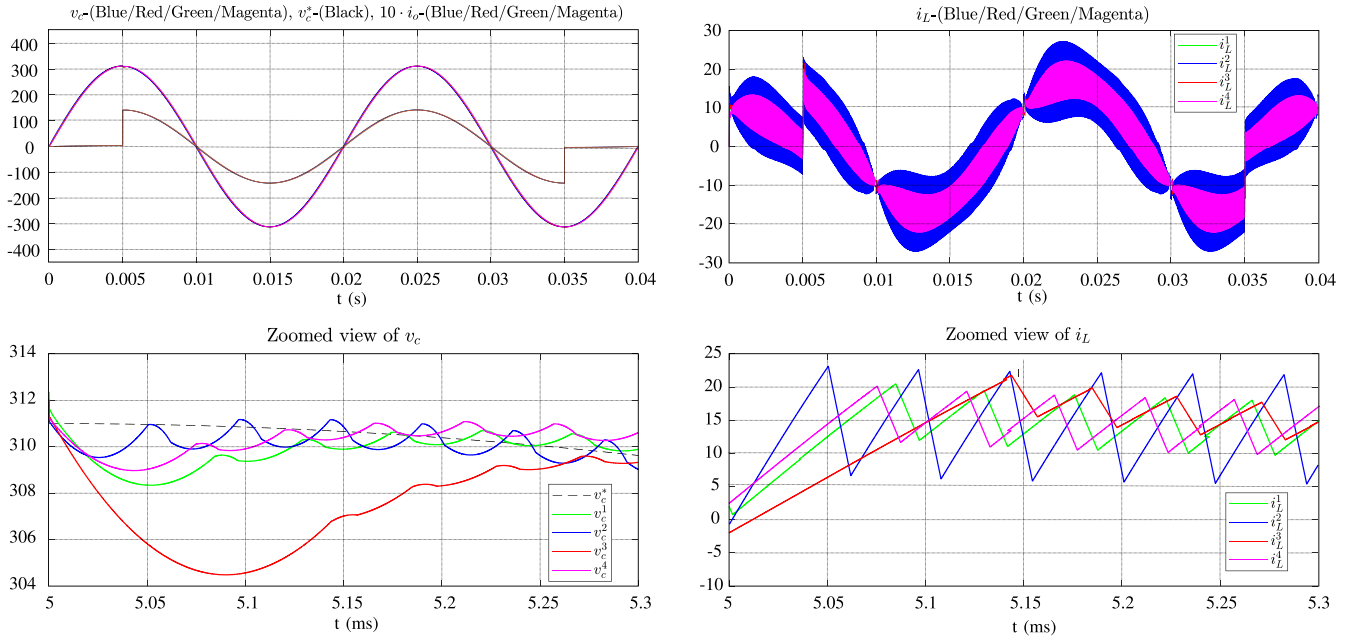 v_c-(Blue/Red/Green/Magenta), v_c^*-(Black), 10 · i_o-(Blue/Red/Green/Magenta)
400
300
200
100
0
-100
-200
-300
-400
0 0.005 0.01 0.015 0.02 0.025 0.03 0.035 0.04
t (s)
i_L-(Blue/Red/Green/Magenta)
30
20
10
0
-10
-20
-30
i_L^1
i_L^2
i_L^3
i_L^4
0 0.005 0.01 0.015 0.02 0.025 0.03 0.035 0.04
t (s)
Zoomed view of v_c
314
311
310
308
306
304
v_c^*
v_c^1
v_c^2
v_c^3
v_c^4
5 5.05 5.1 5.15 5.2 5.25 5.3
t (ms)
Zoomed view of i_L
25
20
15
10
5
0
-5
-10
i_L^1
i_L^2
i_L^3
i_L^4
5 5.05 5.1 5.15 5.2 5.25 5.3
t (ms)